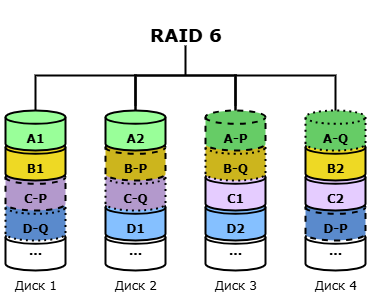 RAID 6
A1 A2 A-P A-Q
B1 B-P B-Q B2
C-P C-Q C1 C2
D-Q D1 D2 D-P
... ... ... ...
Диск 1 Диск 2 Диск 3 Диск 4